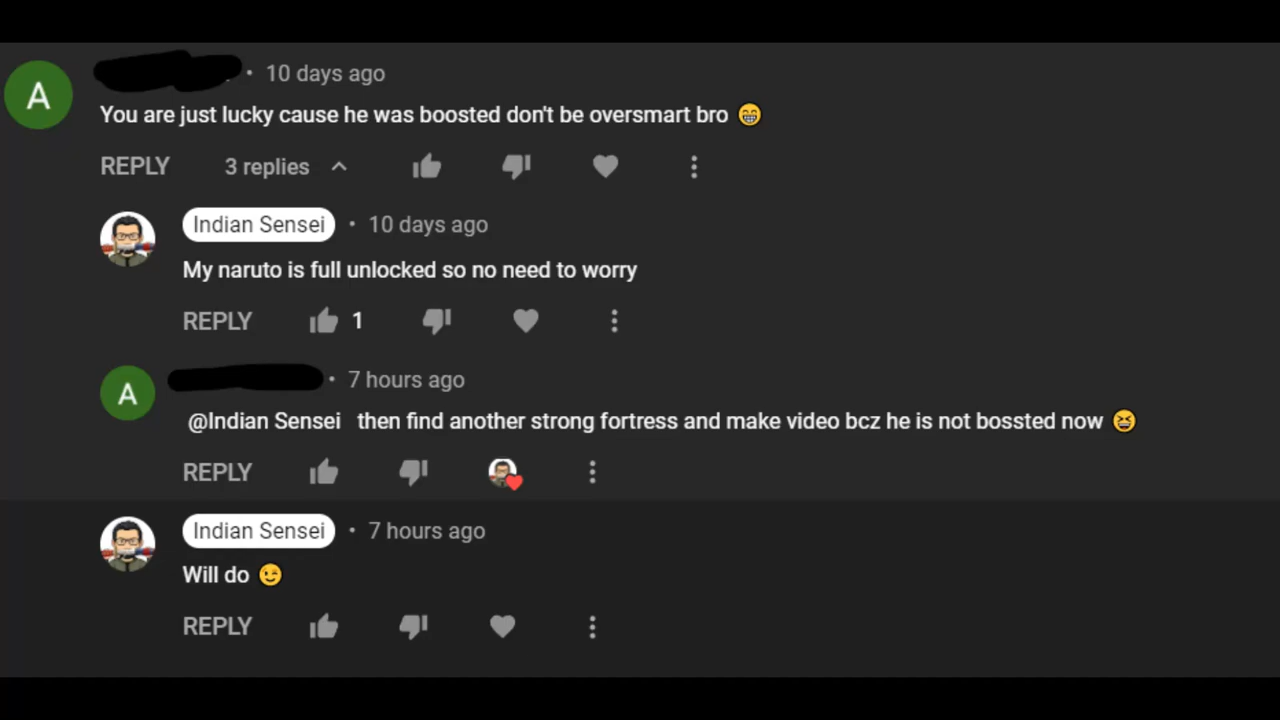 A
• 10 days ago
You are just lucky cause he was boosted don't be oversmart bro 😁
REPLY 3 replies
Indian Sensei • 10 days ago
My naruto is full unlocked so no need to worry
REPLY 1
A
• 7 hours ago
@Indian Sensei then find another strong fortress and make video bcz he is not bossted now 😆
REPLY
Indian Sensei • 7 hours ago
Will do 😉
REPLY